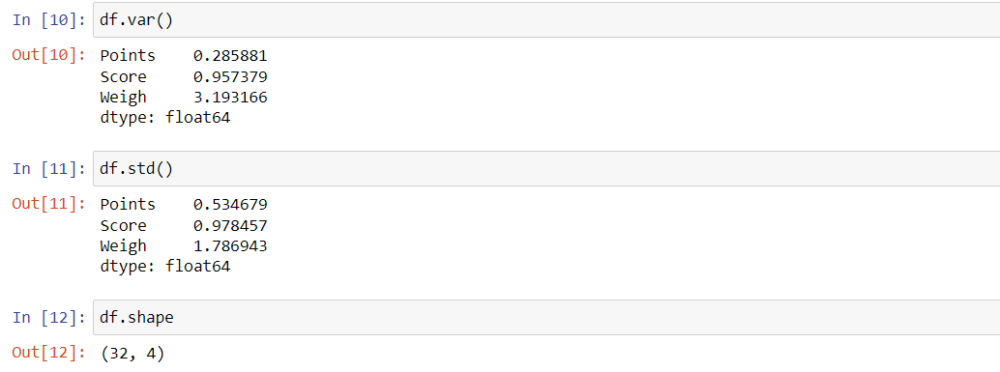 In [10]: df.var()
Out[10]: Points    0.285881
Score     0.957379
Weigh     3.193166
dtype: float64
In [11]: df.std()
Out[11]: Points    0.534679
Score     0.978457
Weigh     1.786943
dtype: float64
In [12]: df.shape
Out[12]: (32, 4)